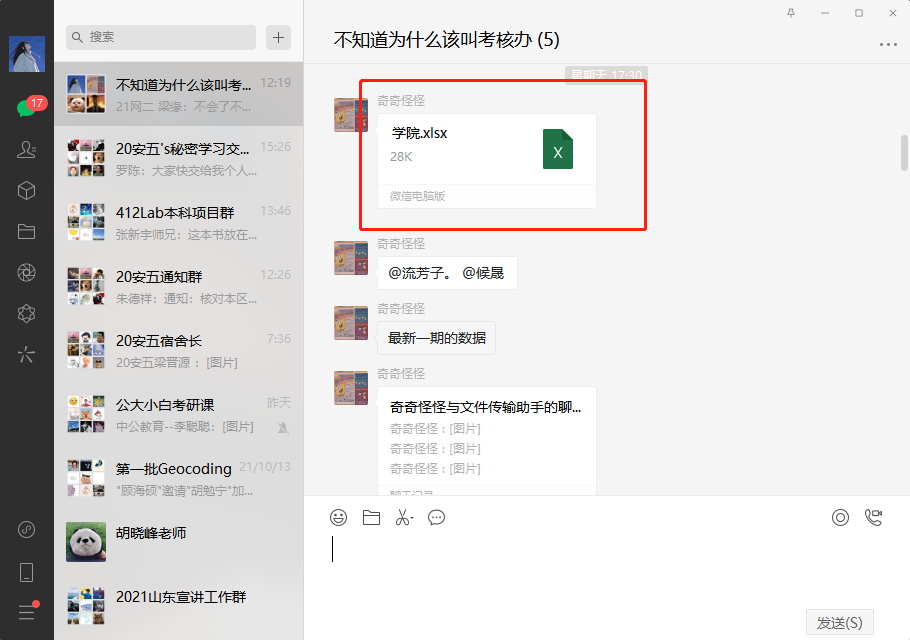 17
搜索
不知道为什么该叫考... 12:19
21网二 梁缘：不会了不...
20安五's秘密学习交... 15:26
罗陈：大家快交给我个人...
412Lab本科项目群 13:46
张新宇师兄：这本书放在...
20安五通知群 12:26
朱德祥：通知：核对本区...
20安五宿舍长 7:36
20安五梁晋源 ：[图片]
公大小白考研课 昨天
中公教育--李聪聪：[图片]
第一批Geocoding 21/10/13
"顾海硕"邀请"胡勉宁"加...
胡晓峰老师
2021山东宣讲工作群
不知道为什么该叫考核办 (5)
星期天 17:30
奇奇怪怪
学院.xlsx
28K
X
微信电脑版
奇奇怪怪
@流芳子。 @候晟
奇奇怪怪
最新一期的数据
奇奇怪怪
奇奇怪怪与文件传输助手的聊...
奇奇怪怪：[图片]
奇奇怪怪：[图片]
奇奇怪怪：[图片]
聊天记录
发送(S)